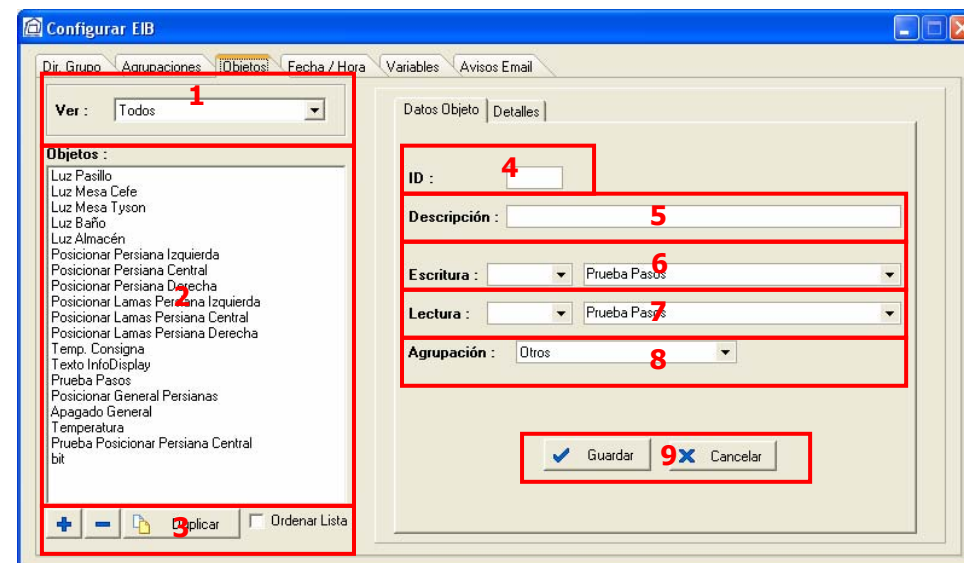 Configurar EIB
Dir. Grupo Agrupaciones Objetos Fecha / Hora Variables Avisos Email
1
Ver : Todos
Objetos :
Luz Pasillo
Luz Mesa Cefe
Luz Mesa Tyson
Luz Baño
Luz Almacén
Posicionar Persiana Izquierda
Posicionar Persiana Central
Posicionar Persiana Derecha
2
Posicionar Lamas Persiana Izquierda
Posicionar Lamas Persiana Central
Posicionar Lamas Persiana Derecha
Temp. Consigna
Texto InfoDisplay
Prueba Pasos
Posicionar General Persianas
Apagado General
Temperatura
Prueba Posicionar Persiana Central
bit
3
Duplicar Ordenar Lista
Datos Objeto Detalles
4
ID :
Descripción : 5
6
Escritura : Prueba Pasos
Lectura : Prueba Pasos 7
Agrupación : Otros 8
Guardar 9 Cancelar